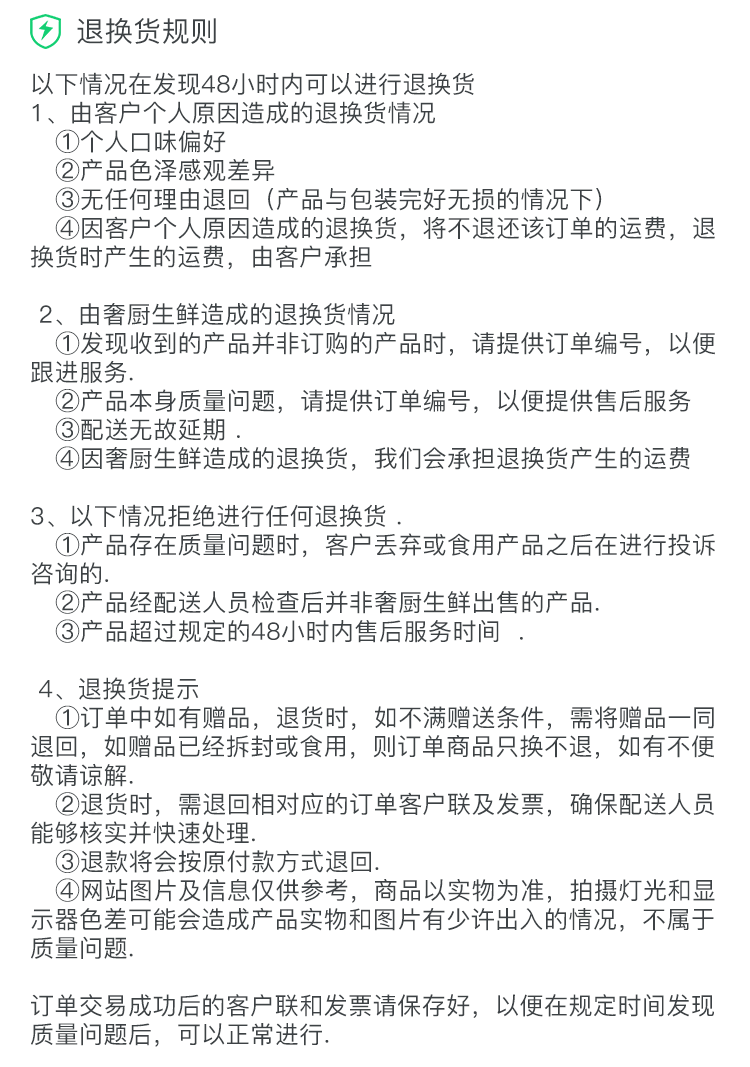 退换货规则
以下情况在发现48小时内可以进行退换货
1、由客户个人原因造成的退换货情况
①个人口味偏好
②产品色泽感观差异
③无任何理由退回（产品与包装完好无损的情况下）
④因客户个人原因造成的退换货，将不退还该订单的运费，退
换货时产生的运费，由客户承担
2、由奢厨生鲜造成的退换货情况
①发现收到的产品并非订购的产品时，请提供订单编号，以便
跟进服务.
②产品本身质量问题，请提供订单编号，以便提供售后服务
③配送无故延期 .
④因奢厨生鲜造成的退换货，我们会承担退换货产生的运费
3、以下情况拒绝进行任何退换货 .
①产品存在质量问题时，客户丢弃或食用产品之后在进行投诉
咨询的.
②产品经配送人员检查后并非奢厨生鲜出售的产品.
③产品超过规定的48小时内售后服务时间 .
4、退换货提示
①订单中如有赠品，退货时，如不满赠送条件，需将赠品一同
退回，如赠品已经拆封或食用，则订单商品只换不退，如有不便
敬请谅解.
②退货时，需退回相对应的订单客户联及发票，确保配送人员
能够核实并快速处理.
③退款将会按原付款方式退回.
④网站图片及信息仅供参考，商品以实物为准，拍摄灯光和显
示器色差可能会造成产品实物和图片有少许出入的情况，不属于
质量问题.
订单交易成功后的客户联和发票请保存好，以便在规定时间发现
质量问题后，可以正常进行.